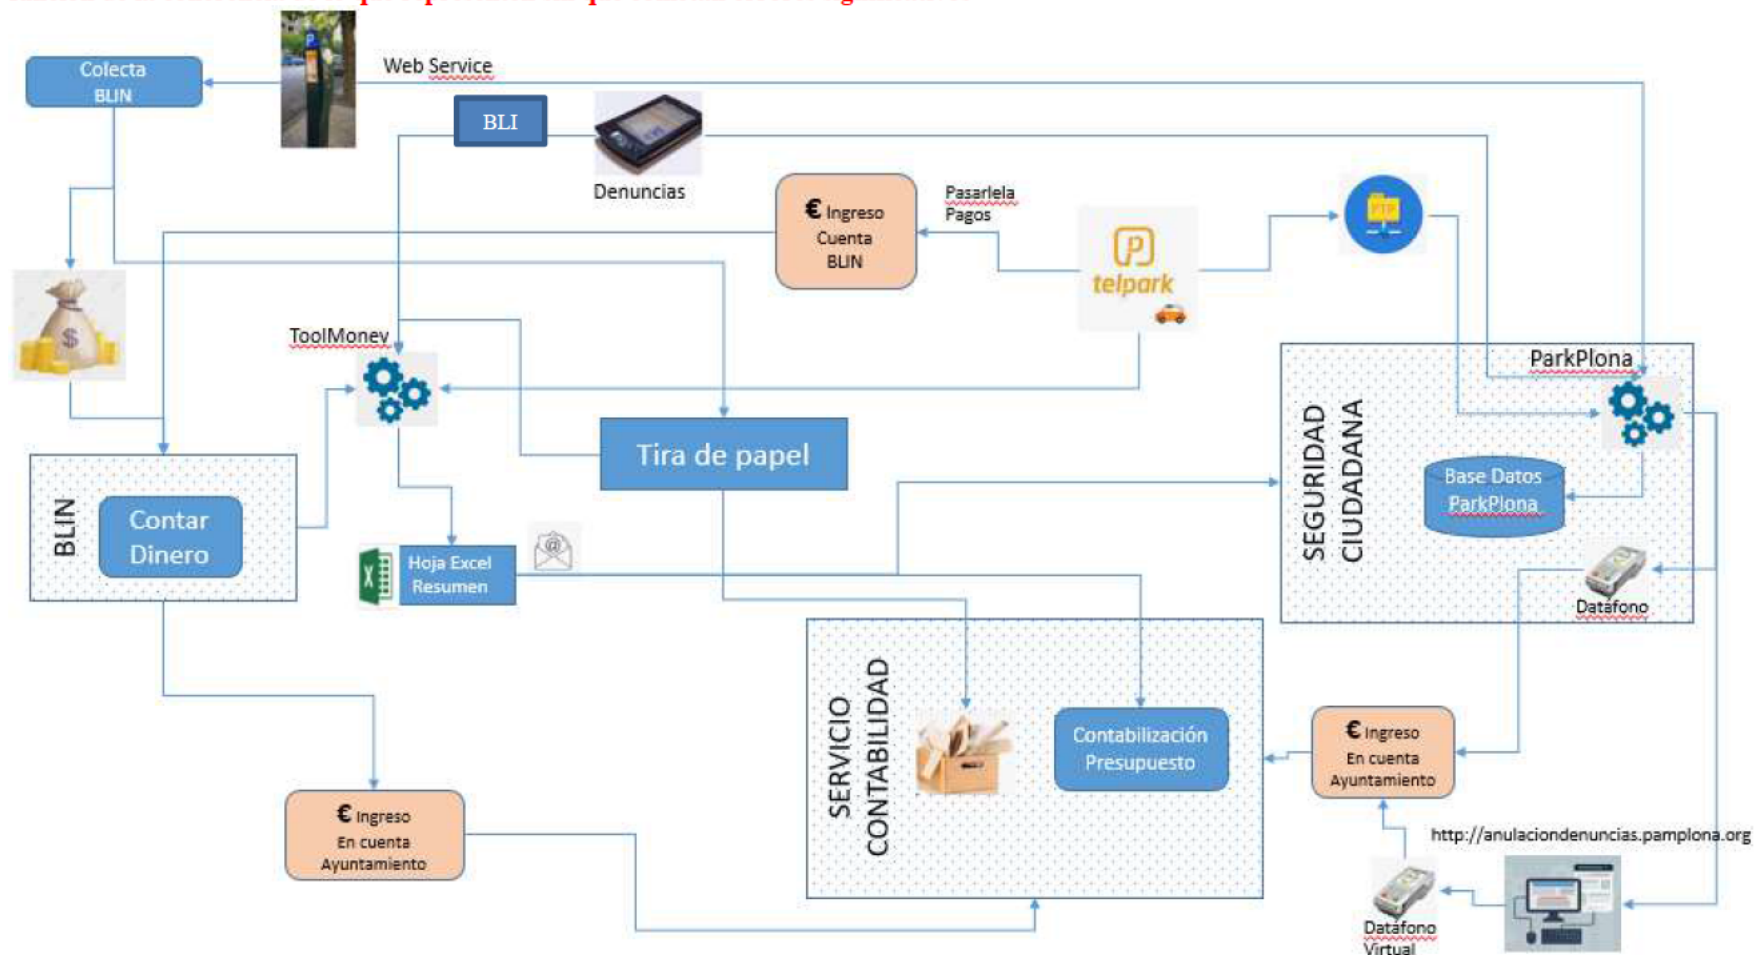 Colecta
BLIN
Web Service
BLI
Denuncias
€ Ingreso
Cuenta
BLIN
Pasarlela
Pagos
telpark
FTP
ToolMoney
ParkPlona
Tira de papel
SEGURIDAD
CIUDADANA
Base Datos
ParkPlona
BLIN
Contar
Dinero
Hoja Excel
Resumen
Datáfono
SERVICIO
CONTABILIDAD
Contabilización
Presupuesto
€ Ingreso
En cuenta
Ayuntamiento
€ Ingreso
En cuenta
Ayuntamiento
http://anulaciondenuncias.pamplona.org
Datáfono
Virtual